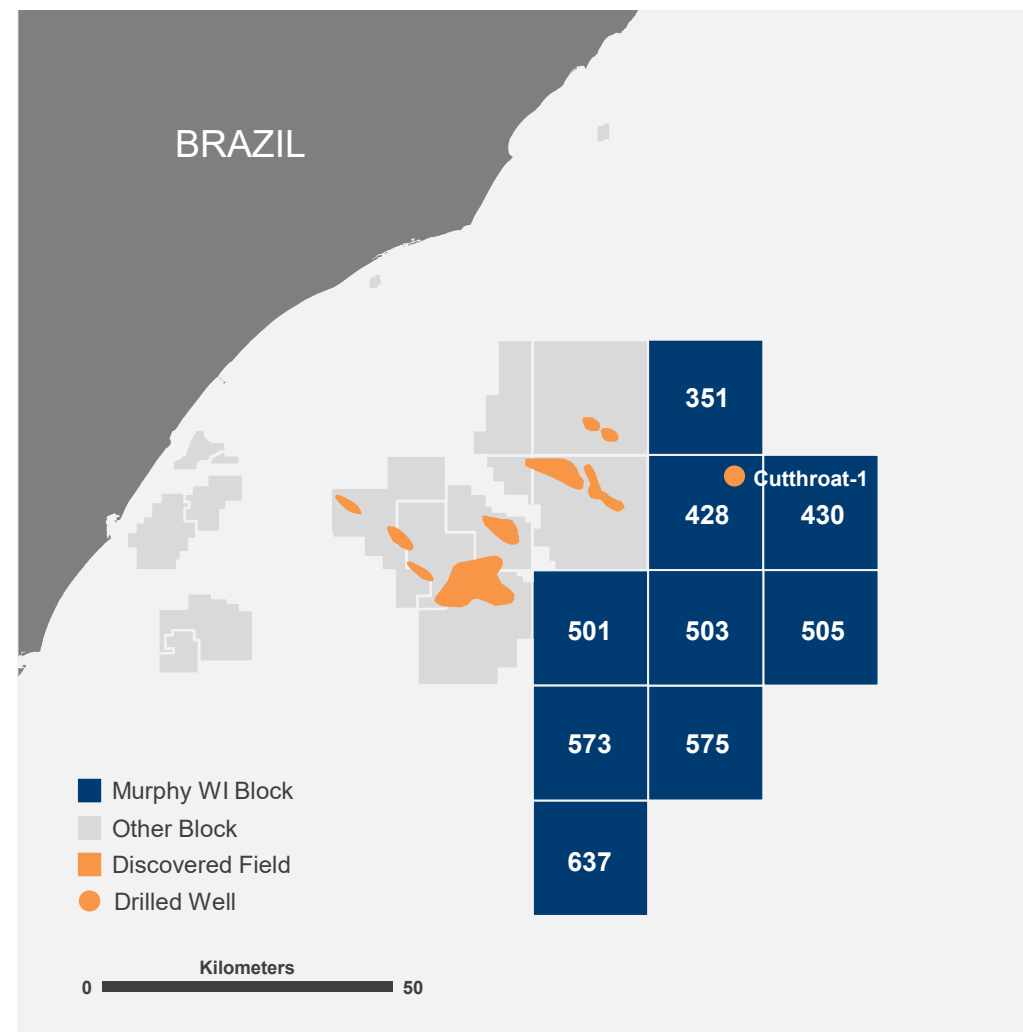 BRAZIL
351
Cutthroat-1
428
430
501
503
505
573
575
637
Murphy WI Block
Other Block
Discovered Field
Drilled Well
Kilometers
0
50